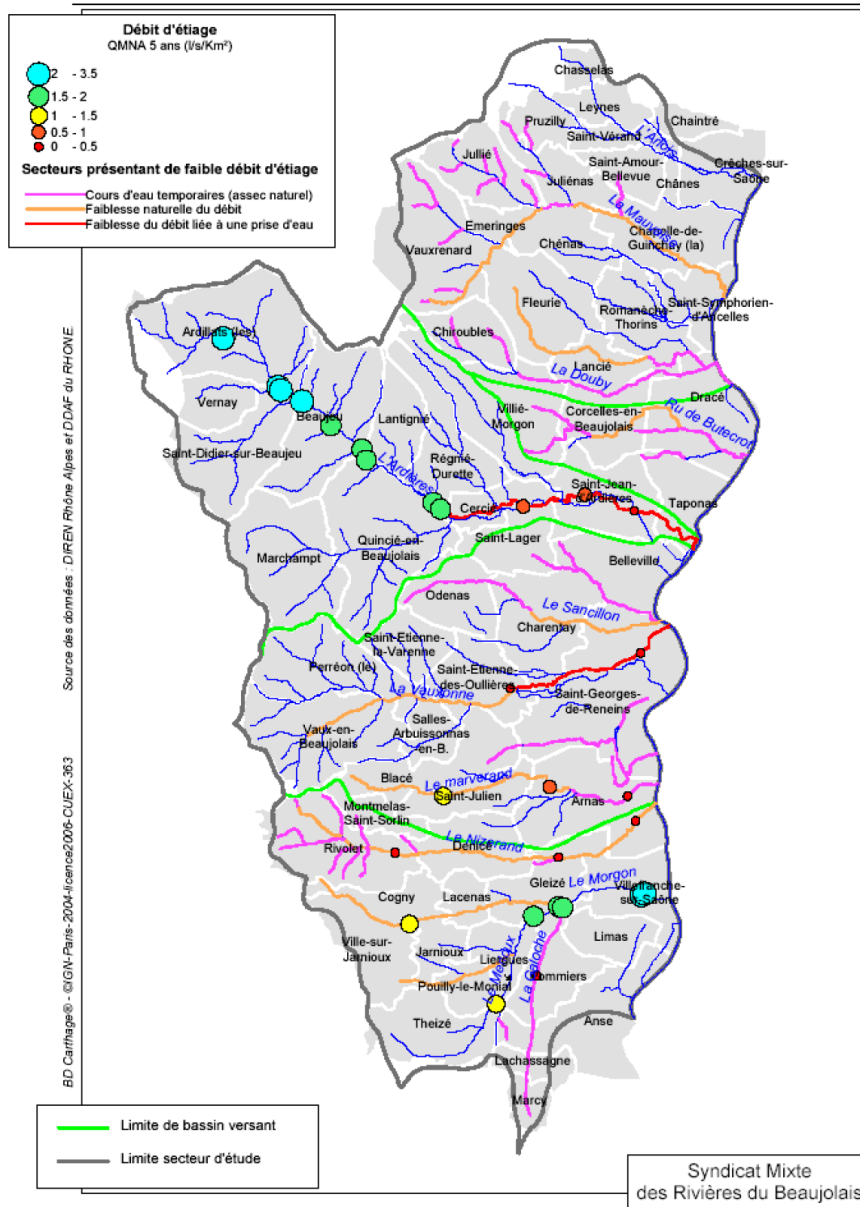 Débit d'étiage
QMNA 5 ans (l/s/Km²)
2 - 3.5
1.5 - 2
1 - 1.5
0.5 - 1
0 - 0.5
Secteurs présentant de faible débit d'étiage
Cours d'eau temporaires (assec naturel)
Faiblesse naturelle du débit
Faiblesse du débit liée à une prise d'eau
Chasselas
Leynes
Pruzilly
Chaintré
Saint-Vérand
L'Arlois
Jullié
Saint-Amour-
Bellevue
Crêches-sur-
Saône
Juliénas
Chânes
La Mauvaise
Emeringes
Chapelle-de-
Guinchay (la)
Chénas
Vauxrenard
Fleurie
Saint-Symphorien-
d'Ancelles
Romanèche-
Thorins
Ardillats (les)
Chiroubles
Lancié
La Douby
Vernay
Dracé
Beaujeu
Lantignié
Villié-
Morgon
Corcelles-en-
Beaujolais
Ru de Butecrot
Saint-Didier-sur-Beaujeu
L'Ardières
Régnié-
Durette
Saint-Jean-
d'Ardières
Taponas
Cercié
Saint-Lager
Quincié-en-
Beaujolais
Marchampt
Belleville
Odenas
Le Sancillon
Charentay
Saint-Etienne-
la-Varenne
Perréon (le)
Saint-Etienne-
des-Oullières
La Vauxonne
Saint-Georges-
de-Reneins
Salles-
Arbuissonnas
-en-B.
Vaux-en-
Beaujolais
Blacé
Le marverand
Saint-Julien
Arnas
Montmelas-
Saint-Sorlin
Le Nizerand
Rivolet
Denicé
Gleizé
Le Morgon
Villefranche-
sur-Saône
Cogny
Lacenas
Ville-sur-
Jarnioux
Jarnioux
Liergues
Limas
Le Merloux
La Galoche
Pouilly-le-Monial
Pommiers
Theizé
Anse
Lachassagne
Marcy
Source des données : DIREN Rhône Alpes et DDAF du RHONE
BD Carthage® - ©IGN-Paris-2004-licence2006-CUEX-363
Limite de bassin versant
Limite secteur d'étude
Syndicat Mixte
des Rivières du Beaujolais